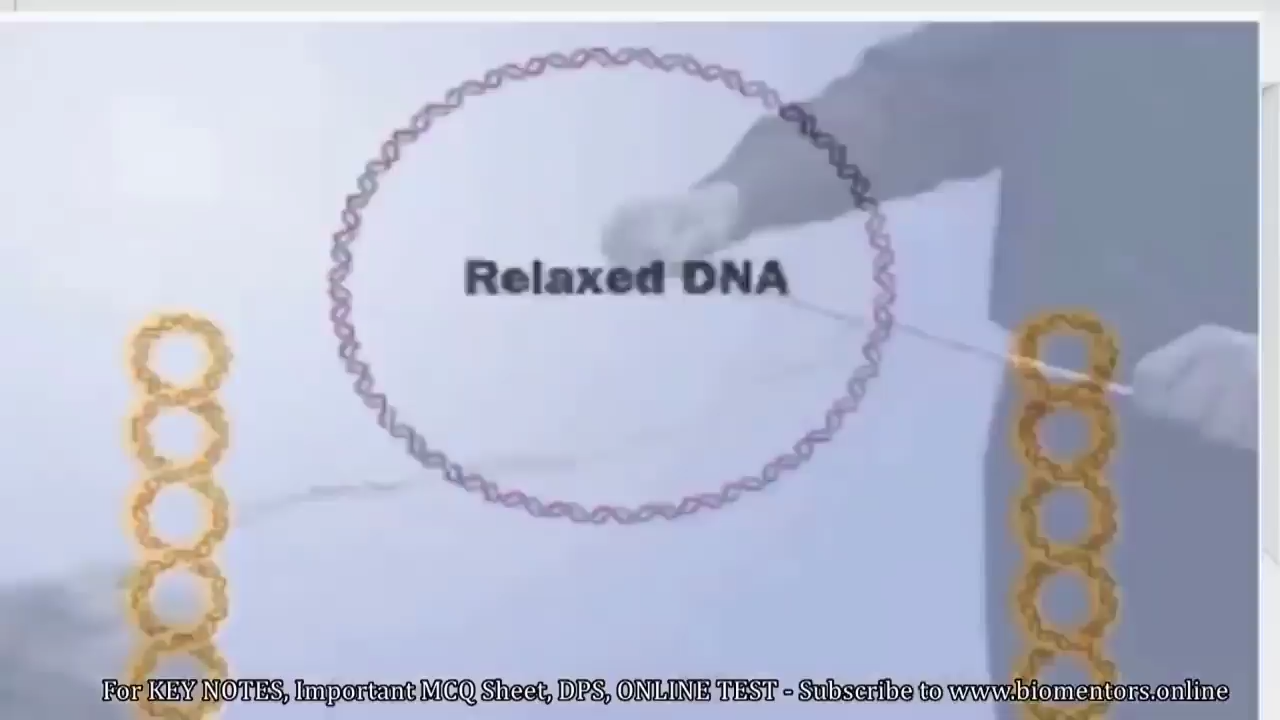 Relaxed DNA
For KEY NOTES, Important MCQ Sheet, DPS, ONLINE TEST - Subscribe to www.biomentors.online